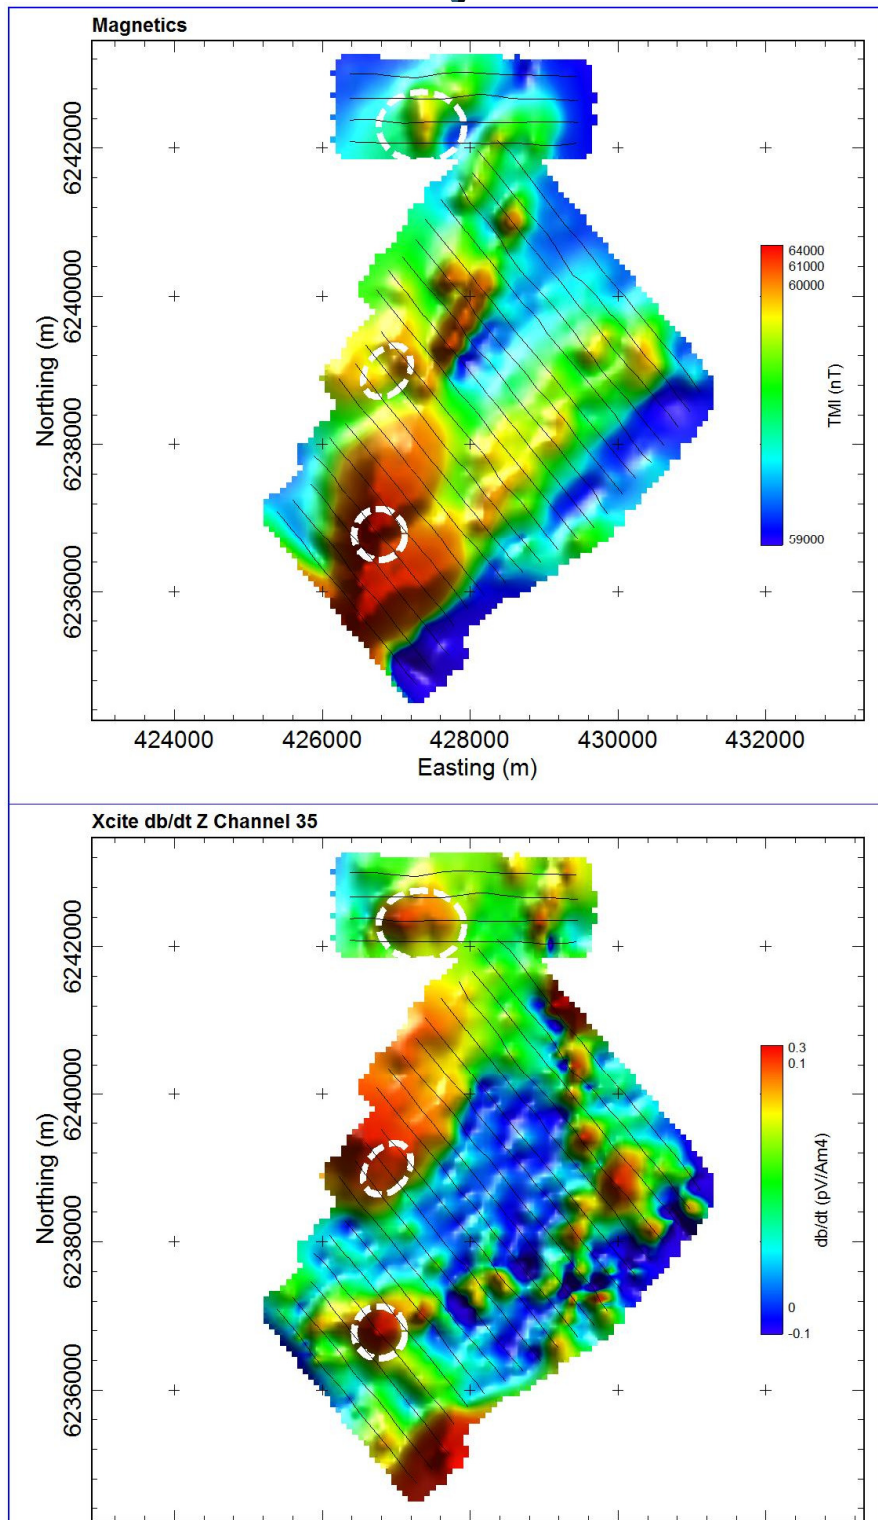 Magnetics
6242000
6240000
6238000
6236000
Northing (m)
64000
61000
60000
TMI (nT)
59000
424000 426000 428000 430000 432000
Easting (m)
Xcite db/dt Z Channel 35
6242000
6240000
6238000
6236000
Northing (m)
0.3
0.1
db/dt (pV/Am4)
0
-0.1